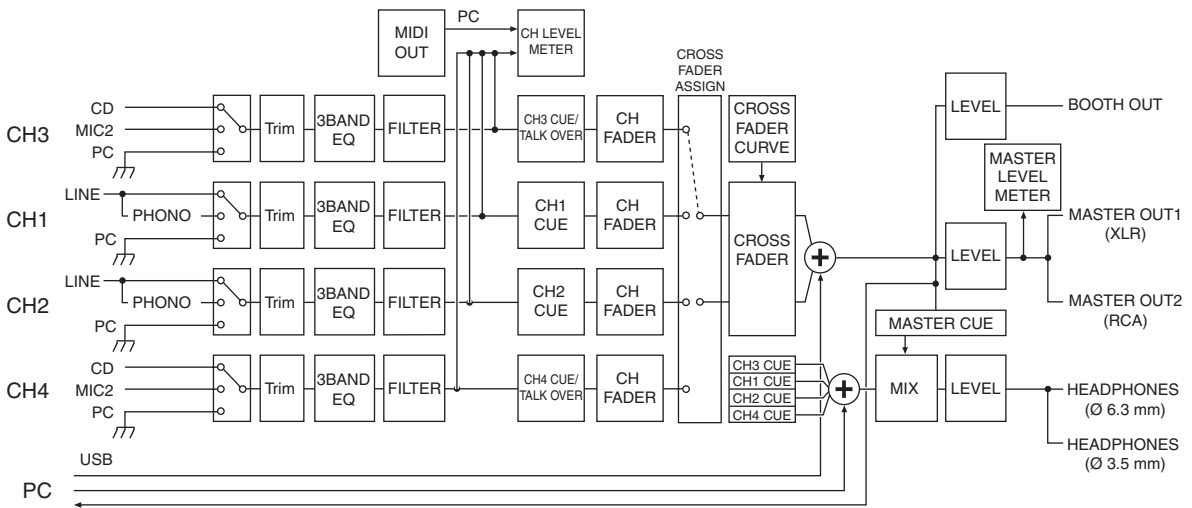 MIDI
OUT
PC
CH LEVEL
METER
CROSS
FADER
ASSIGN
CH3
CD
MIC2
PC
Trim
3BAND
EQ
FILTER
CH3 CUE/
TALK OVER
CH
FADER
CROSS
FADER
CURVE
LEVEL
BOOTH OUT
MASTER
LEVEL
METER
CH1
LINE
PHONO
PC
Trim
3BAND
EQ
FILTER
CH1
CUE
CH
FADER
CROSS
FADER
+
LEVEL
MASTER OUT1
(XLR)
CH2
LINE
PHONO
PC
Trim
3BAND
EQ
FILTER
CH2
CUE
CH
FADER
MASTER OUT2
(RCA)
MASTER CUE
CH4
CD
MIC2
PC
Trim
3BAND
EQ
FILTER
CH4 CUE/
TALK OVER
CH
FADER
CH3 CUE
CH1 CUE
CH2 CUE
CH4 CUE
+
MIX
LEVEL
HEADPHONES
(Ø 6.3 mm)
HEADPHONES
(Ø 3.5 mm)
USB
PC